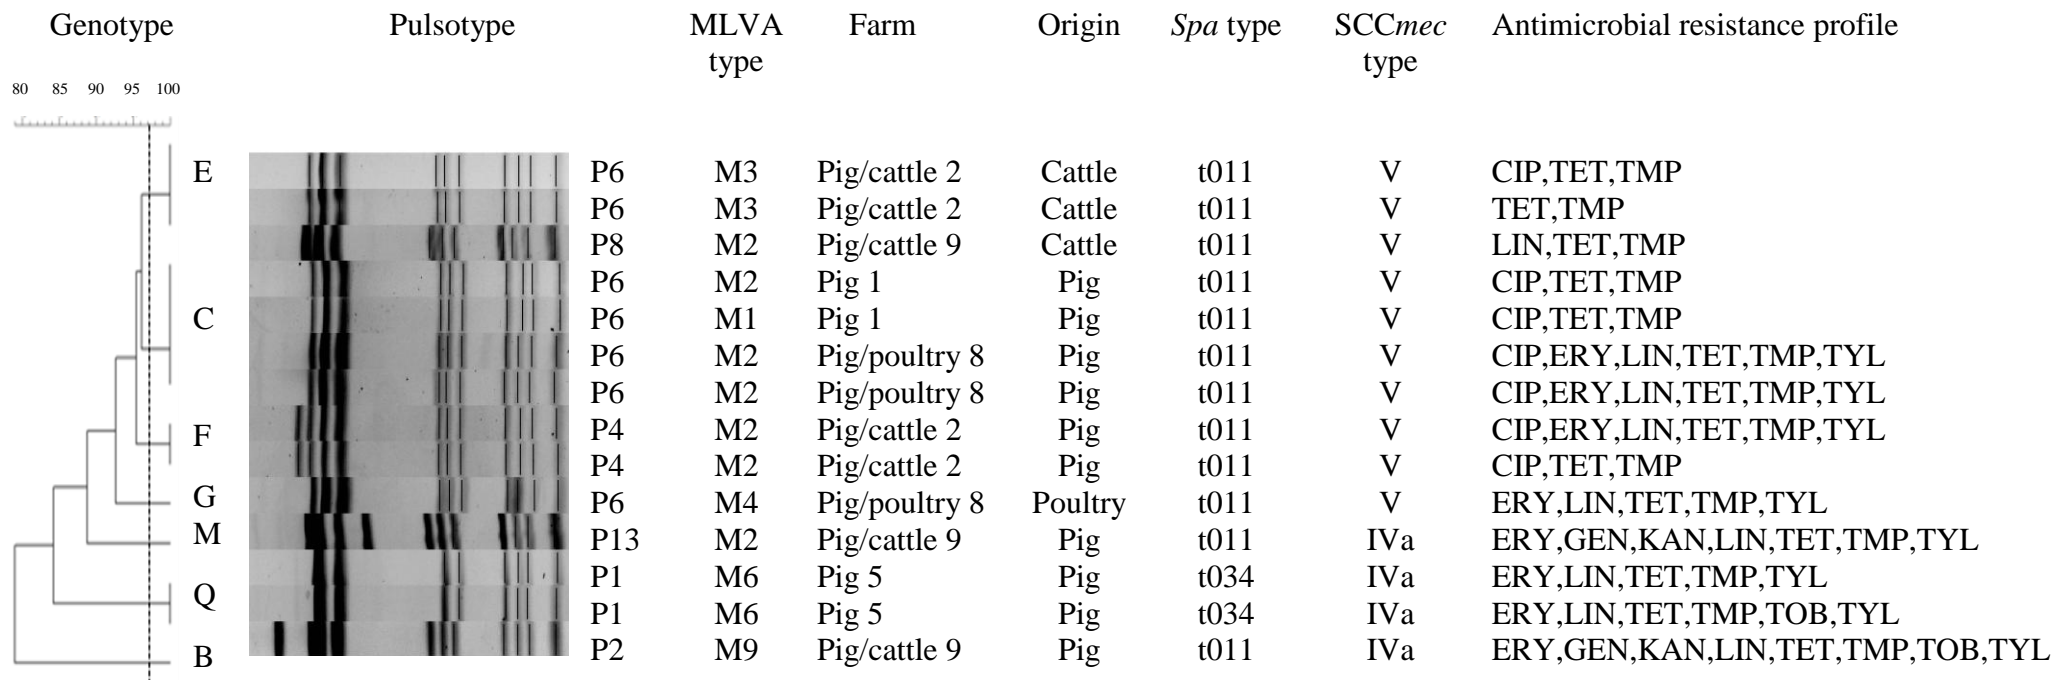 Genotype Pulsotype MLVA type Farm Origin Spa type SCCmec type Antimicrobial resistance profile
80 85 90 95 100
E P6 M3 Pig/cattle 2 Cattle t011 V CIP,TET,TMP
P6 M3 Pig/cattle 2 Cattle t011 V TET,TMP
P8 M2 Pig/cattle 9 Cattle t011 V LIN,TET,TMP
P6 M2 Pig 1 Pig t011 V CIP,TET,TMP
C P6 M1 Pig 1 Pig t011 V CIP,TET,TMP
P6 M2 Pig/poultry 8 Pig t011 V CIP,ERY,LIN,TET,TMP,TYL
P6 M2 Pig/poultry 8 Pig t011 V CIP,ERY,LIN,TET,TMP,TYL
F P4 M2 Pig/cattle 2 Pig t011 V CIP,ERY,LIN,TET,TMP,TYL
P4 M2 Pig/cattle 2 Pig t011 V CIP,TET,TMP
G P6 M4 Pig/poultry 8 Poultry t011 V ERY,LIN,TET,TMP,TYL
M P13 M2 Pig/cattle 9 Pig t011 IVa ERY,GEN,KAN,LIN,TET,TMP,TYL
P1 M6 Pig 5 Pig t034 IVa ERY,LIN,TET,TMP,TYL
Q P1 M6 Pig 5 Pig t034 IVa ERY,LIN,TET,TMP,TOB,TYL
B P2 M9 Pig/cattle 9 Pig t011 IVa ERY,GEN,KAN,LIN,TET,TMP,TOB,TYL